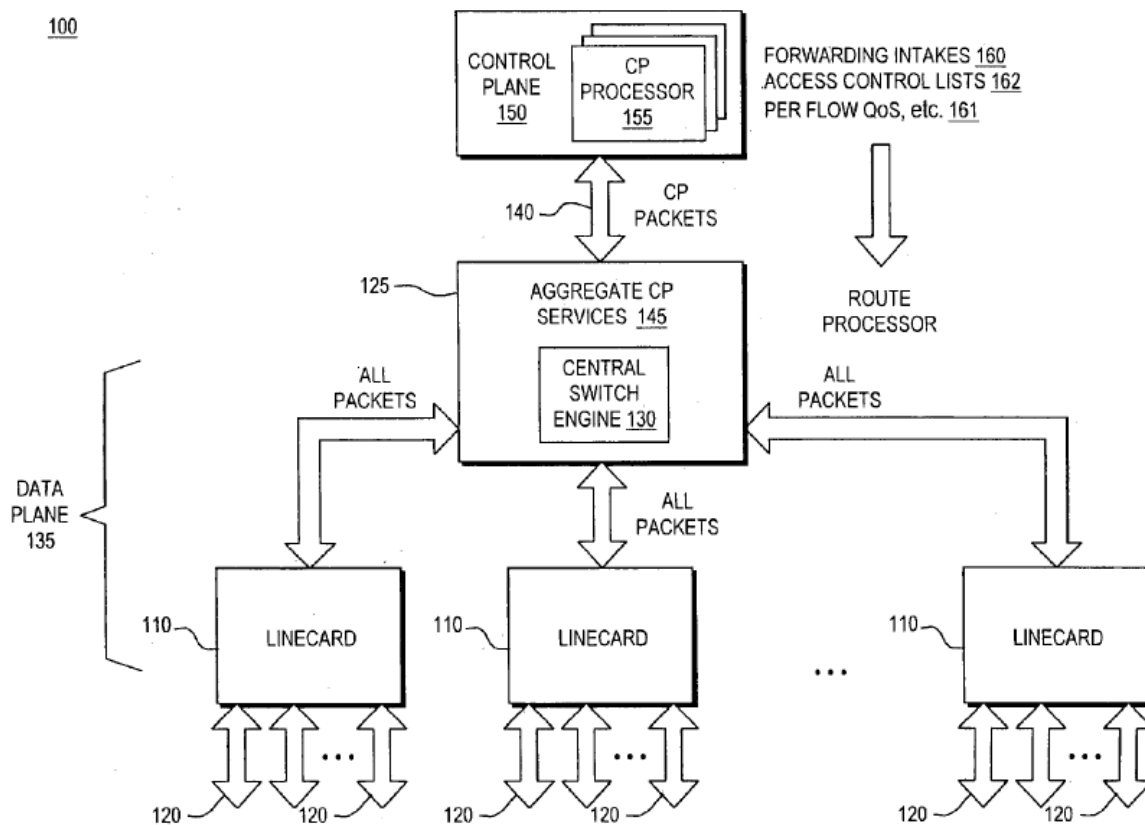 100
CONTROL
PLANE
150
CP
PROCESSOR
155
FORWARDING INTAKES 160
ACCESS CONTROL LISTS 162
PER FLOW QoS, etc. 161
140
CP
PACKETS
125
AGGREGATE CP
SERVICES 145
ROUTE
PROCESSOR
CENTRAL
SWITCH
ENGINE 130
ALL
PACKETS
ALL
PACKETS
ALL
PACKETS
DATA
PLANE
135
110
LINECARD
110
LINECARD
...
110
LINECARD
...
...
...
120
120
120
120
120
120